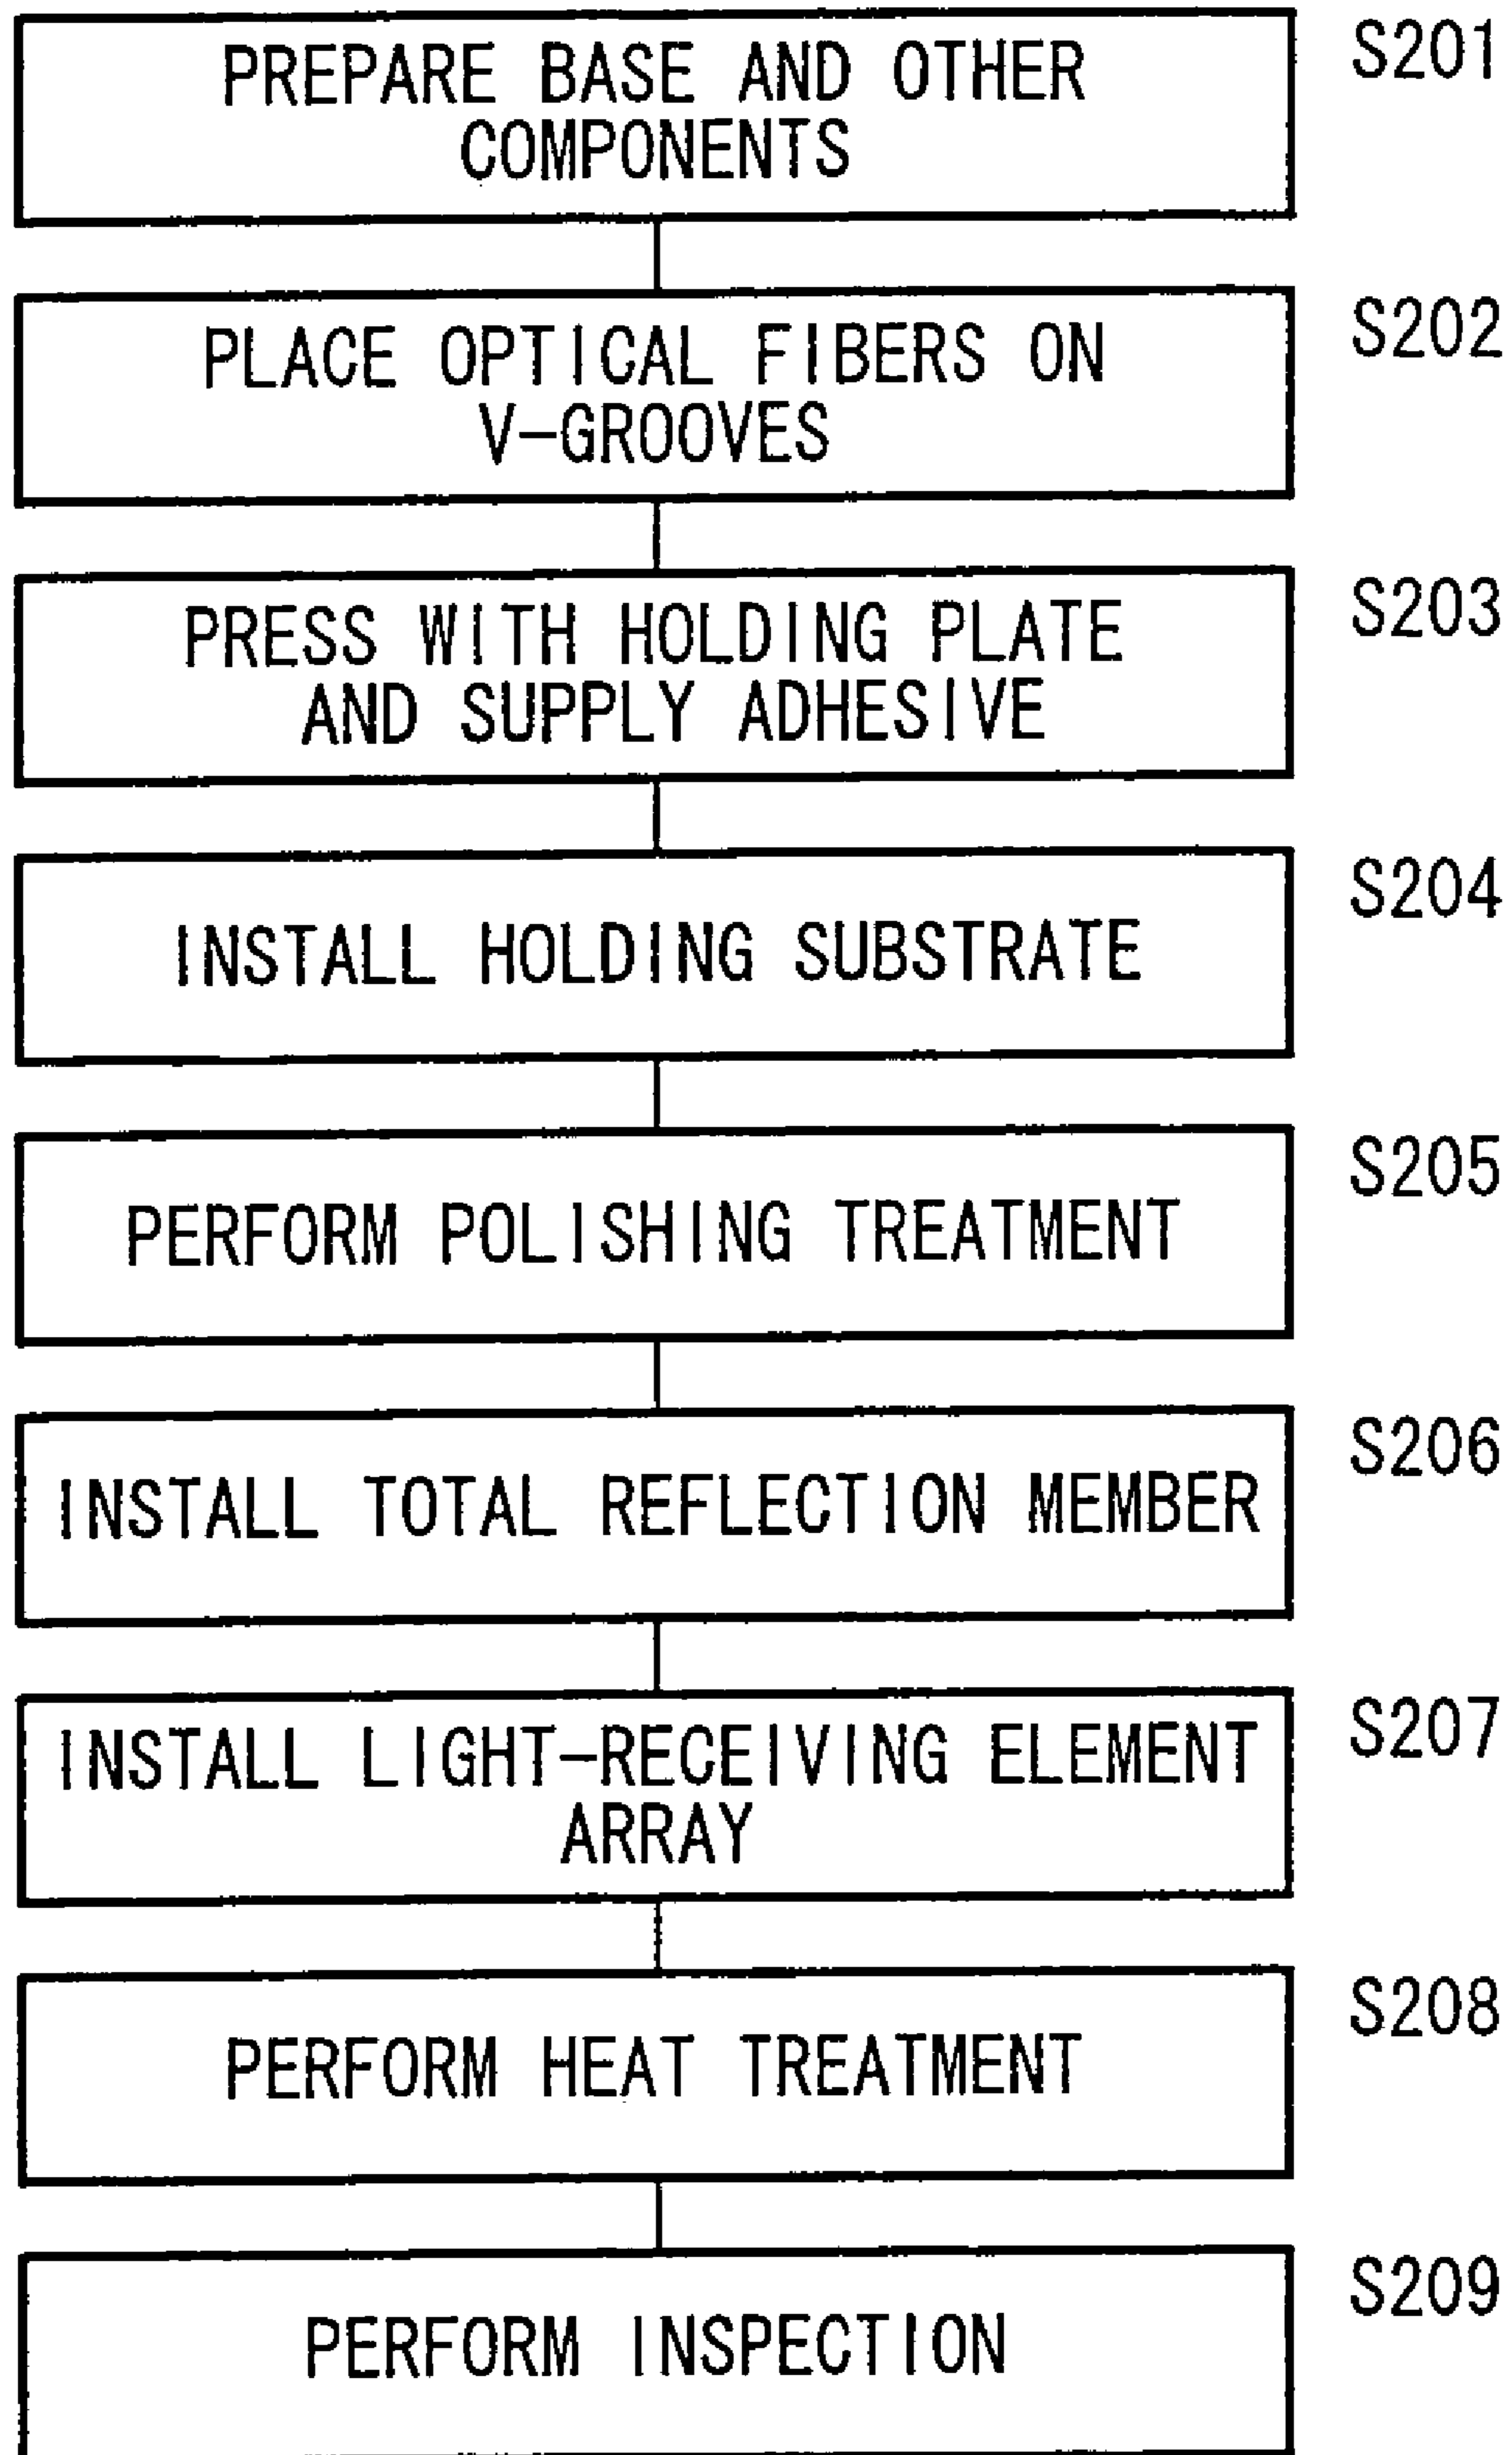 PREPARE BASE AND OTHER
COMPONENTS
S201
PLACE OPTICAL FIBERS ON
V-GROOVES
S202
PRESS WITH HOLDING PLATE
AND SUPPLY ADHESIVE
S203
INSTALL HOLDING SUBSTRATE
S204
PERFORM POLISHING TREATMENT
S205
INSTALL TOTAL REFLECTION MEMBER
S206
INSTALL LIGHT-RECEIVING ELEMENT
ARRAY
S207
PERFORM HEAT TREATMENT
S208
PERFORM INSPECTION
S209